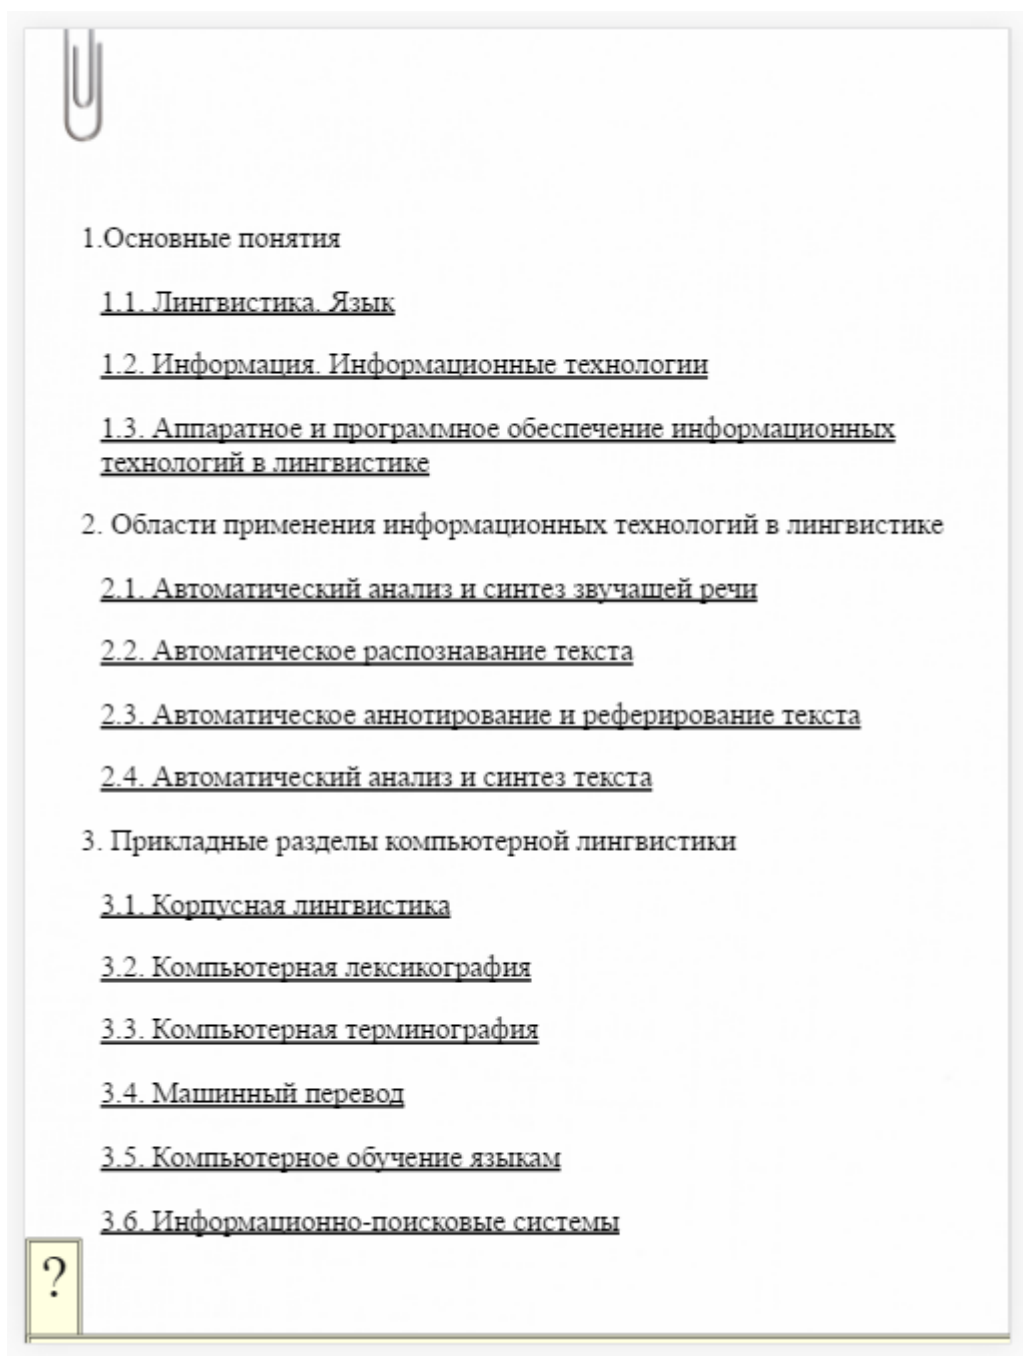 1.Основные понятия
1.1. Лингвистика. Язык
1.2. Информация. Информационные технологии
1.3. Аппаратное и программное обеспечение информационных
технологий в лингвистике
2. Области применения информационных технологий в лингвистике
2.1. Автоматический анализ и синтез звучащей речи
2.2. Автоматическое распознавание текста
2.3. Автоматическое аннотирование и реферирование текста
2.4. Автоматический анализ и синтез текста
3. Прикладные разделы компьютерной лингвистики
3.1. Корпусная лингвистика
3.2. Компьютерная лексикография
3.3. Компьютерная терминография
3.4. Машинный перевод
3.5. Компьютерное обучение языкам
3.6. Информационно-поисковые системы
?